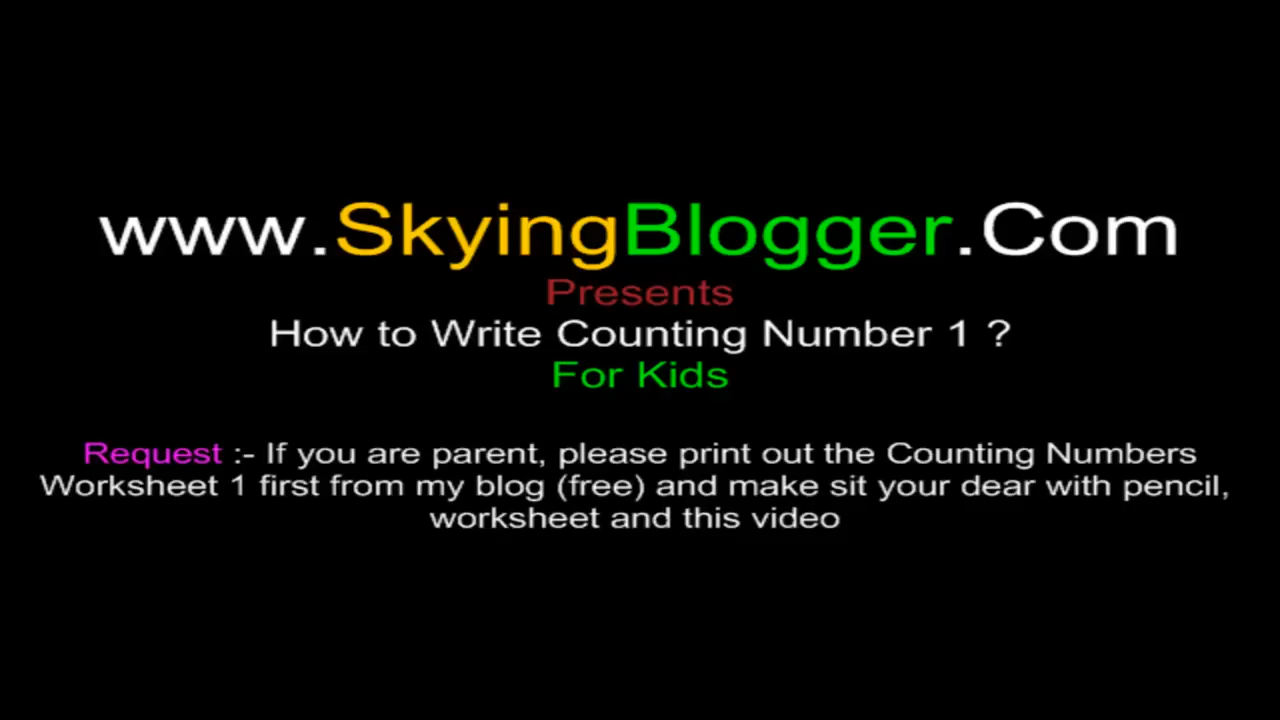 www.SkyingBlogger.Com
Presents
How to Write Counting Number 1 ?
For Kids
Request :- If you are parent, please print out the Counting Numbers
Worksheet 1 first from my blog (free) and make sit your dear with pencil,
worksheet and this video